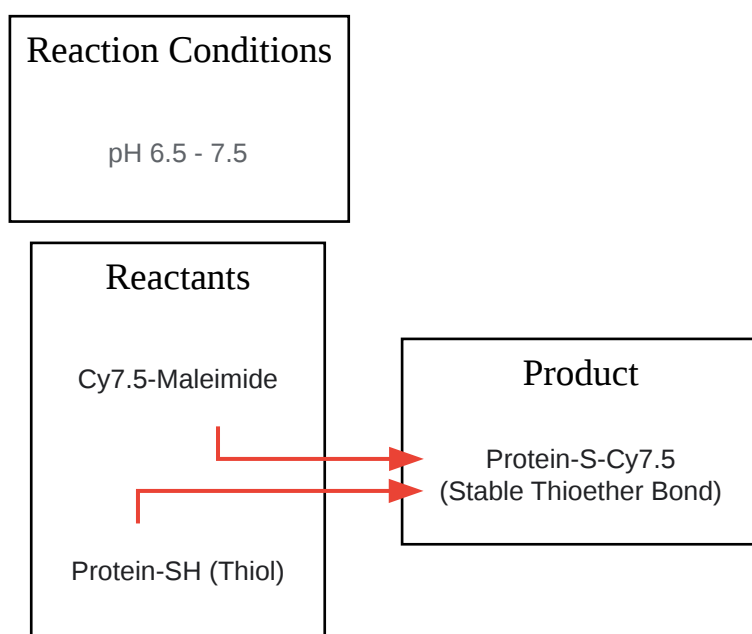 Reaction Conditions
pH 6.5 - 7.5
Reactants
Cy7.5-Maleimide
Protein-SH (Thiol)
Product
Protein-S-Cy7.5
(Stable Thioether Bond)